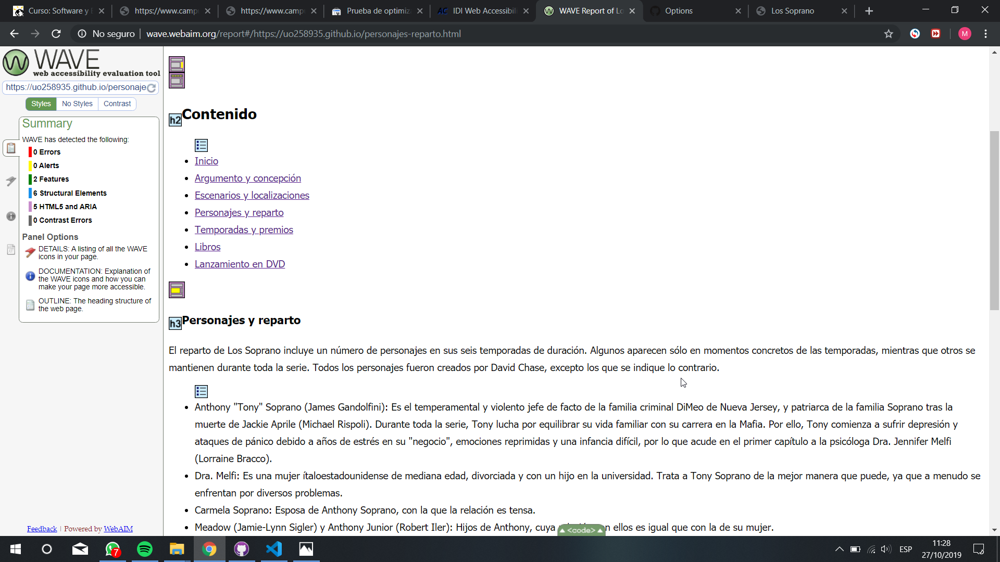 Curso: Software y E
https://www.camp
https://www.camp
Prueba de optimiz
AC IDI Web Accessibili
WAVE Report of Lo
Options
Los Soprano
No seguro | wave.webaim.org/report#/https://uo258935.github.io/personajes-reparto.html
M
WAVE
web accessibility evaluation tool
https://uo258935.github.io/personaje
Styles No Styles Contrast
Summary
WAVE has detected the following:
0 Errors
0 Alerts
2 Features
6 Structural Elements
5 HTML5 and ARIA
0 Contrast Errors
Panel Options
DETAILS: A listing of all the WAVE
icons in your page.
DOCUMENTATION: Explanation of
the WAVE icons and how you can
make your page more accessible.
OUTLINE: The heading structure of
the web page.
Feedback | Powered by WebAIM
h2 Contenido
Inicio
Argumento y concepción
Escenarios y localizaciones
Personajes y reparto
Temporadas y premios
Libros
Lanzamiento en DVD
h3 Personajes y reparto
El reparto de Los Soprano incluye un número de personajes en sus seis temporadas de duración. Algunos aparecen sólo en momentos concretos de las temporadas, mientras que otros se
mantienen durante toda la serie. Todos los personajes fueron creados por David Chase, excepto los que se indique lo contrario.
Anthony "Tony" Soprano (James Gandolfini): Es el temperamental y violento jefe de facto de la familia criminal DiMeo de Nueva Jersey, y patriarca de la familia Soprano tras la
muerte de Jackie Aprile (Michael Rispoli). Durante toda la serie, Tony lucha por equilibrar su vida familiar con su carrera en la Mafia. Por ello, Tony comienza a sufrir depresión y
ataques de pánico debido a años de estrés en su "negocio", emociones reprimidas y una infancia difícil, por lo que acude en el primer capítulo a la psicóloga Dra. Jennifer Melfi
(Lorraine Bracco).
Dra. Melfi: Es una mujer ítaloestadounidense de mediana edad, divorciada y con un hijo en la universidad. Trata a Tony Soprano de la mejor manera que puede, ya que a menudo se
enfrentan por diversos problemas.
Carmela Soprano: Esposa de Anthony Soprano, con la que la relación es tensa.
Meadow (Jamie-Lynn Sigler) y Anthony Junior (Robert Iler): Hijos de Anthony, cuya ellos es igual que con la de su mujer.
<code>
7
ESP
11:28
27/10/2019